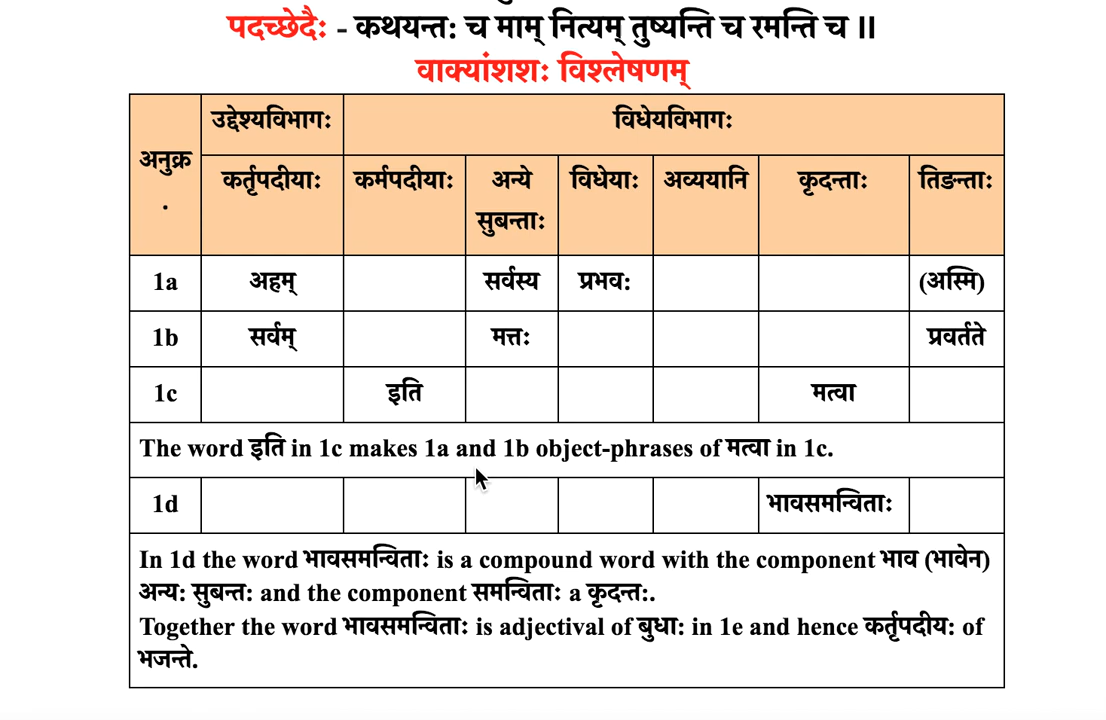 पदच्छेदैः - कथयन्त: च माम् नित्यम् तुष्यन्ति च रमन्ति च ॥
वाक्यांशशः विश्लेषणम्
अनुक्र. उद्देश्यविभागः विधेयविभागः
कर्तृपदीयाः कर्मपदीयाः अन्ये सुबन्ताः विधेयाः अव्ययानि कृदन्ताः तिङन्ताः
1a अहम् सर्वस्य प्रभव: (अस्मि)
1b सर्वम् मत्तः प्रवर्तते
1c इति मत्वा
The word इति in 1c makes 1a and 1b object-phrases of मत्वा in 1c.
1d भावसमन्विताः
In 1d the word भावसमन्विताः is a compound word with the component भाव (भावेन)
अन्य: सुबन्त: and the component समन्विताः a कृदन्त:.
Together the word भावसमन्विताः is adjectival of बुधा: in 1e and hence कर्तृपदीय: of
भजन्ते.